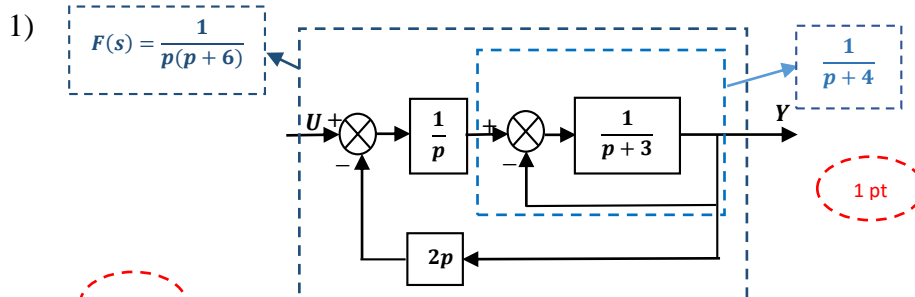 1)
F(s) = 1/(p(p + 6))
1/(p + 4)
U + − 1/p + − 1/(p + 3) Y
1 pt
2p